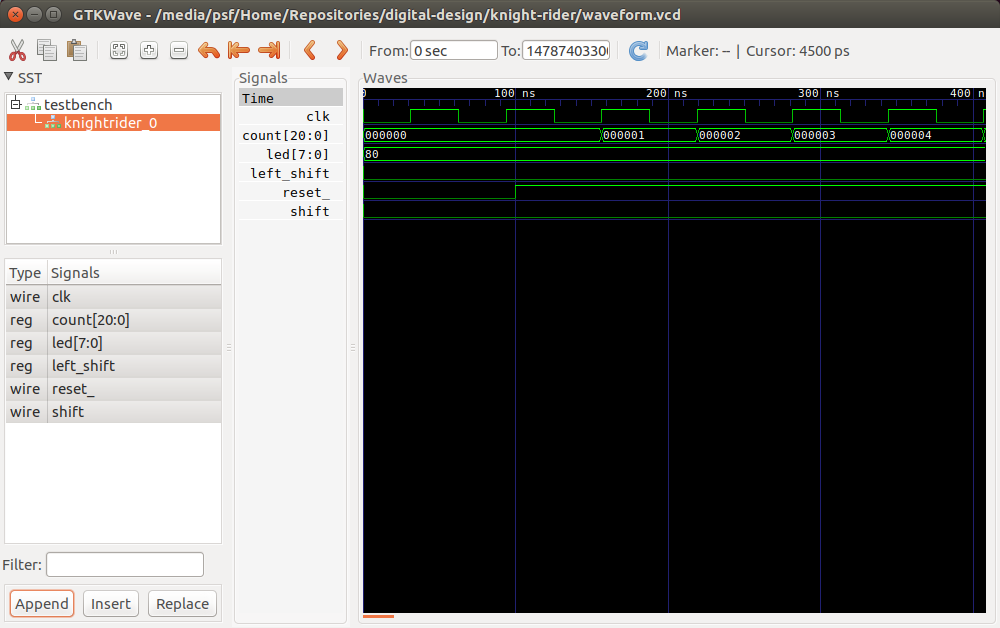 GTKWave - /media/psf/Home/Repositories/digital-design/knight-rider/waveform.vcd
From: 0 sec To: 14787403300 Marker: -- | Cursor: 4500 ps
SST
testbench
knightrider_0
Type Signals
wire clk
reg count[20:0]
reg led[7:0]
reg left_shift
wire reset_
wire shift
Filter:
Append Insert Replace
Signals
Time
clk
count[20:0]
led[7:0]
left_shift
reset_
shift
Waves
0 100 ns 200 ns 300 ns 400 n
000000 000001 000002 000003 000004
80